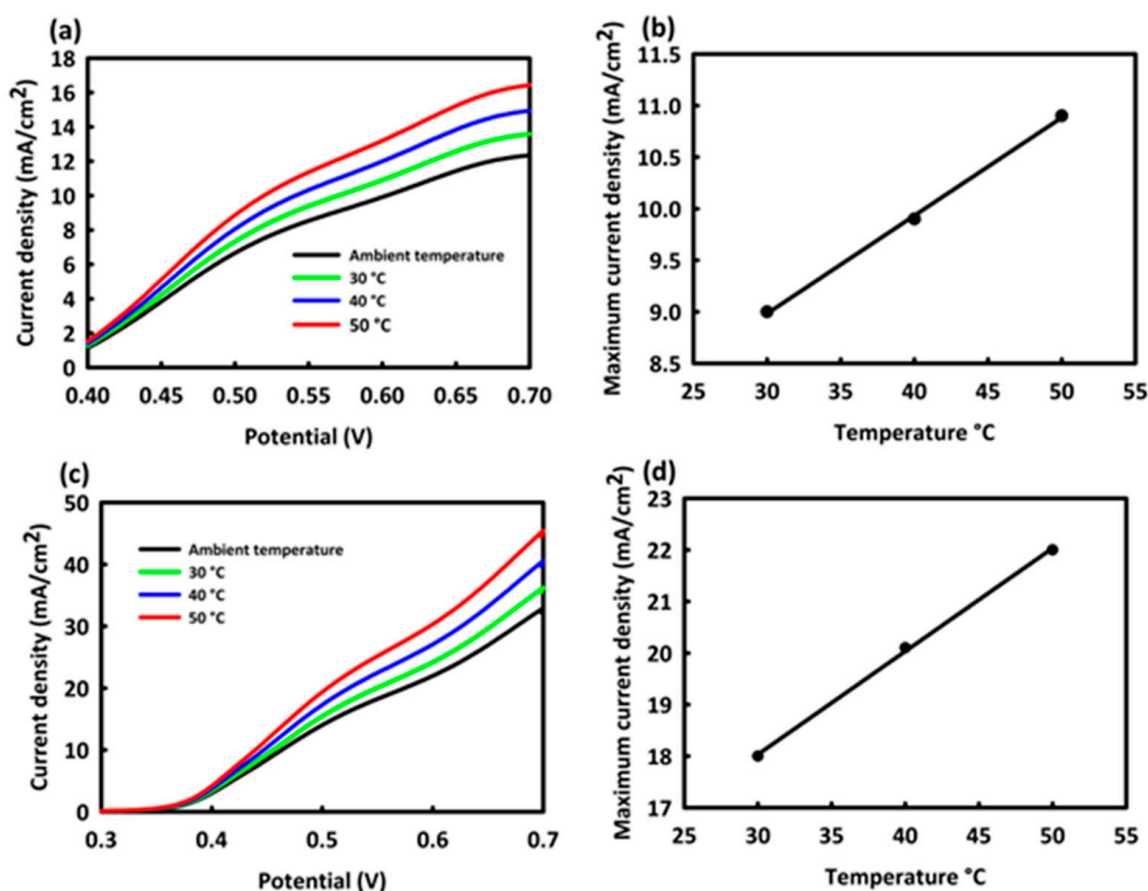 (a)
Current density (mA/cm²)
18
16
14
12
10
8
6
4
2
0
Ambient temperature
30 °C
40 °C
50 °C
0.40 0.45 0.50 0.55 0.60 0.65 0.70
Potential (V)
(b)
Maximum current density (mA/cm²)
11.5
11.0
10.5
10.0
9.5
9.0
8.5
25 30 35 40 45 50 55
Temperature °C
(c)
Current density (mA/cm²)
50
40
30
20
10
0
Ambient temperature
30 °C
40 °C
50 °C
0.3 0.4 0.5 0.6 0.7
Potential (V)
(d)
Maximum current density (mA/cm²)
23
22
21
20
19
18
17
25 30 35 40 45 50 55
Temperature °C